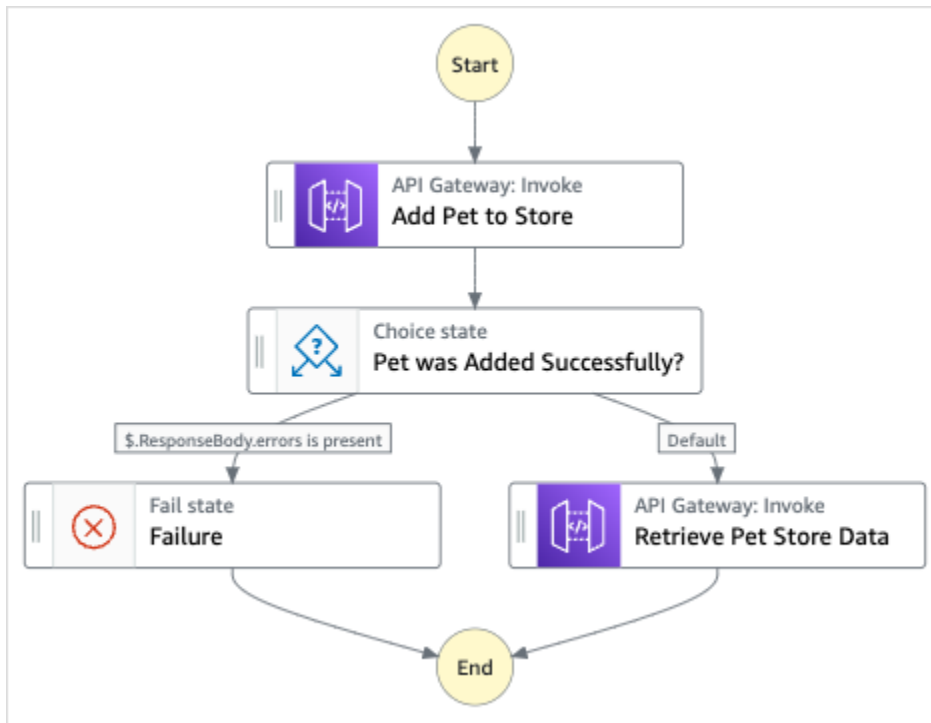 Start
API Gateway: Invoke
Add Pet to Store
Choice state
Pet was Added Successfully?
$.ResponseBody.errors is present
Default
Fail state
Failure
API Gateway: Invoke
Retrieve Pet Store Data
End